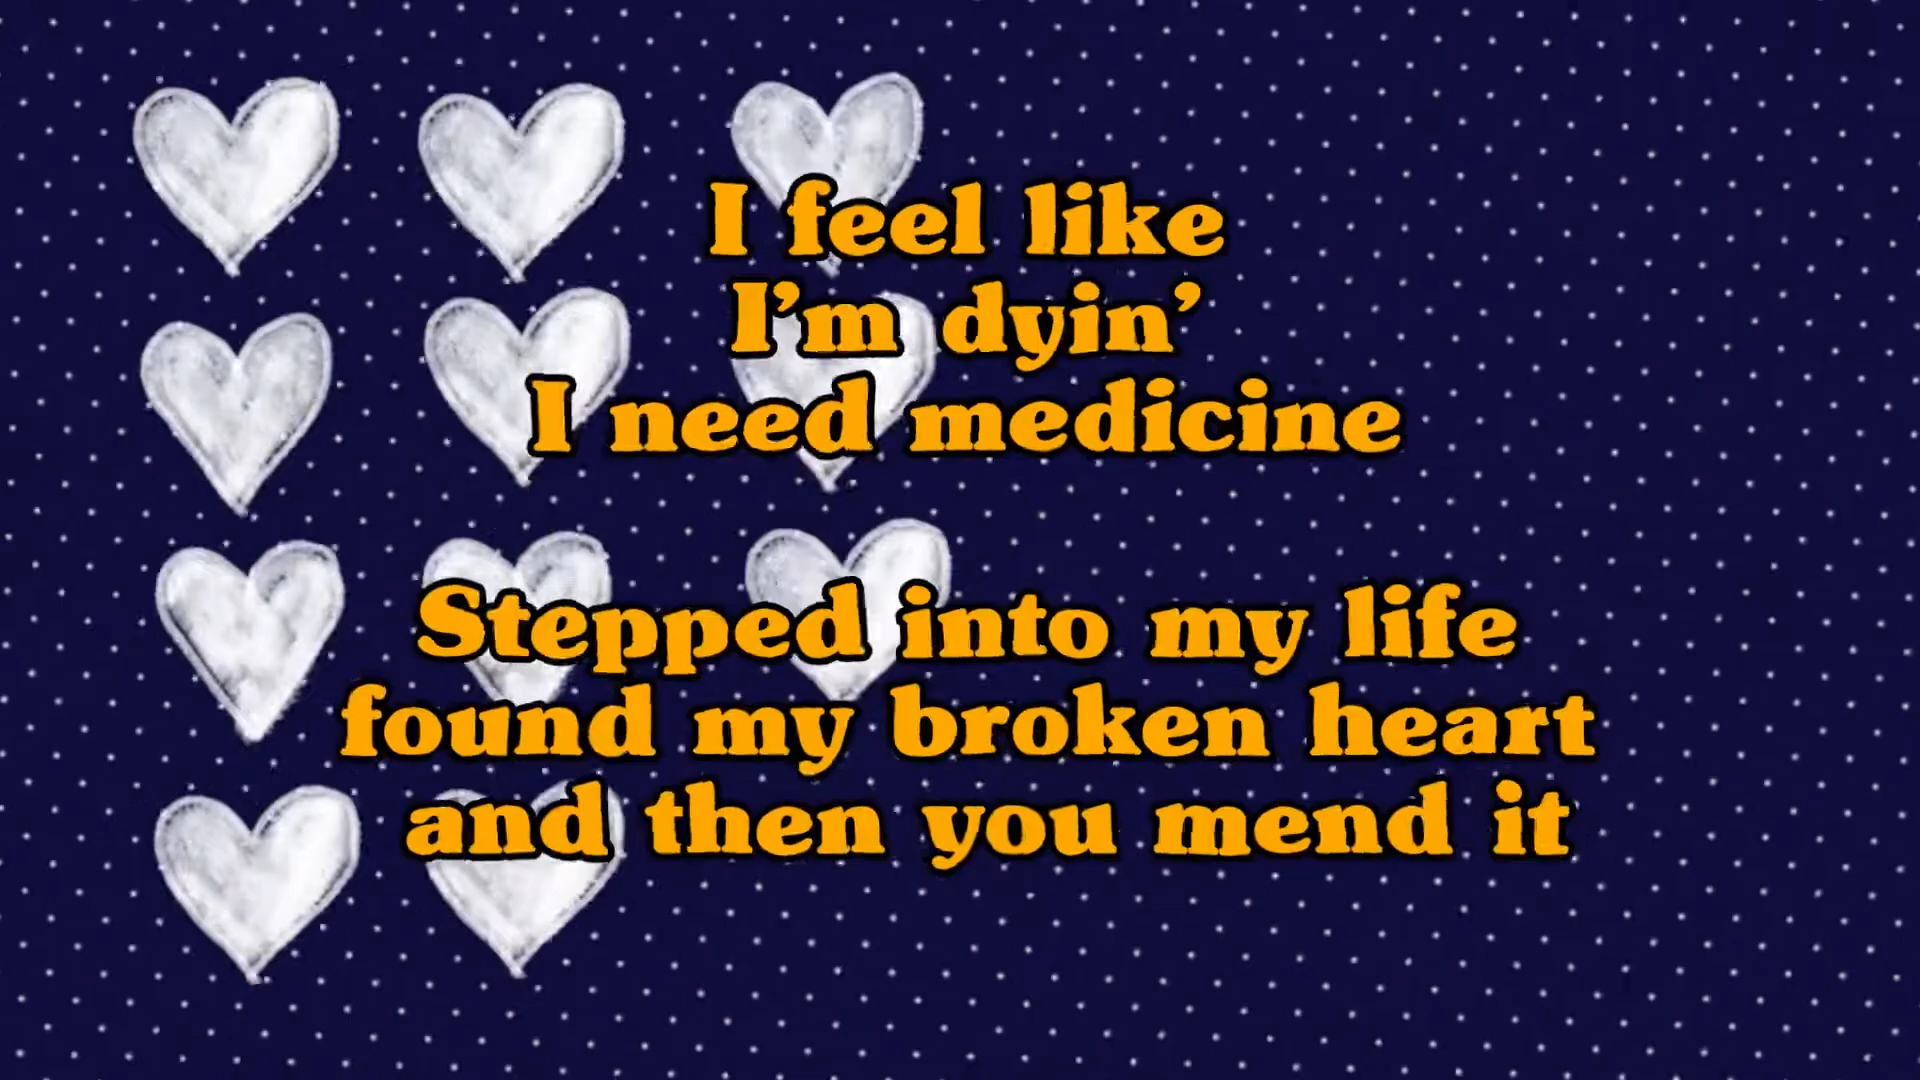 I feel like
I'm dyin'
I need medicine
Stepped into my life
found my broken heart
and then you mend it